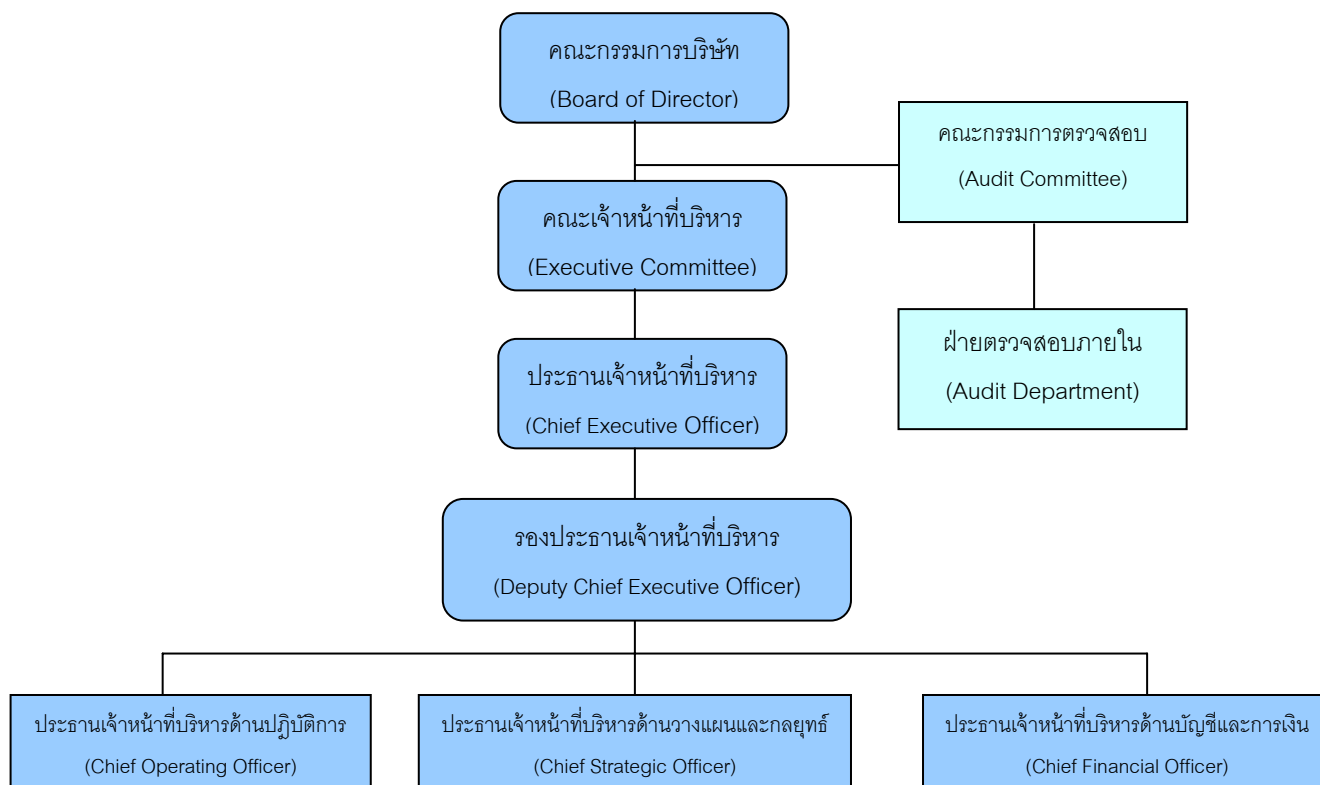 คณะกรรมการบริษัท
(Board of Director)
คณะกรรมการตรวจสอบ
(Audit Committee)
คณะเจ้าหน้าที่บริหาร
(Executive Committee)
ฝ่ายตรวจสอบภายใน
(Audit Department)
ประธานเจ้าหน้าที่บริหาร
(Chief Executive Officer)
รองประธานเจ้าหน้าที่บริหาร
(Deputy Chief Executive Officer)
ประธานเจ้าหน้าที่บริหารด้านปฏิบัติการ
(Chief Operating Officer)
ประธานเจ้าหน้าที่บริหารด้านวางแผนและกลยุทธ์
(Chief Strategic Officer)
ประธานเจ้าหน้าที่บริหารด้านบัญชีและการเงิน
(Chief Financial Officer)